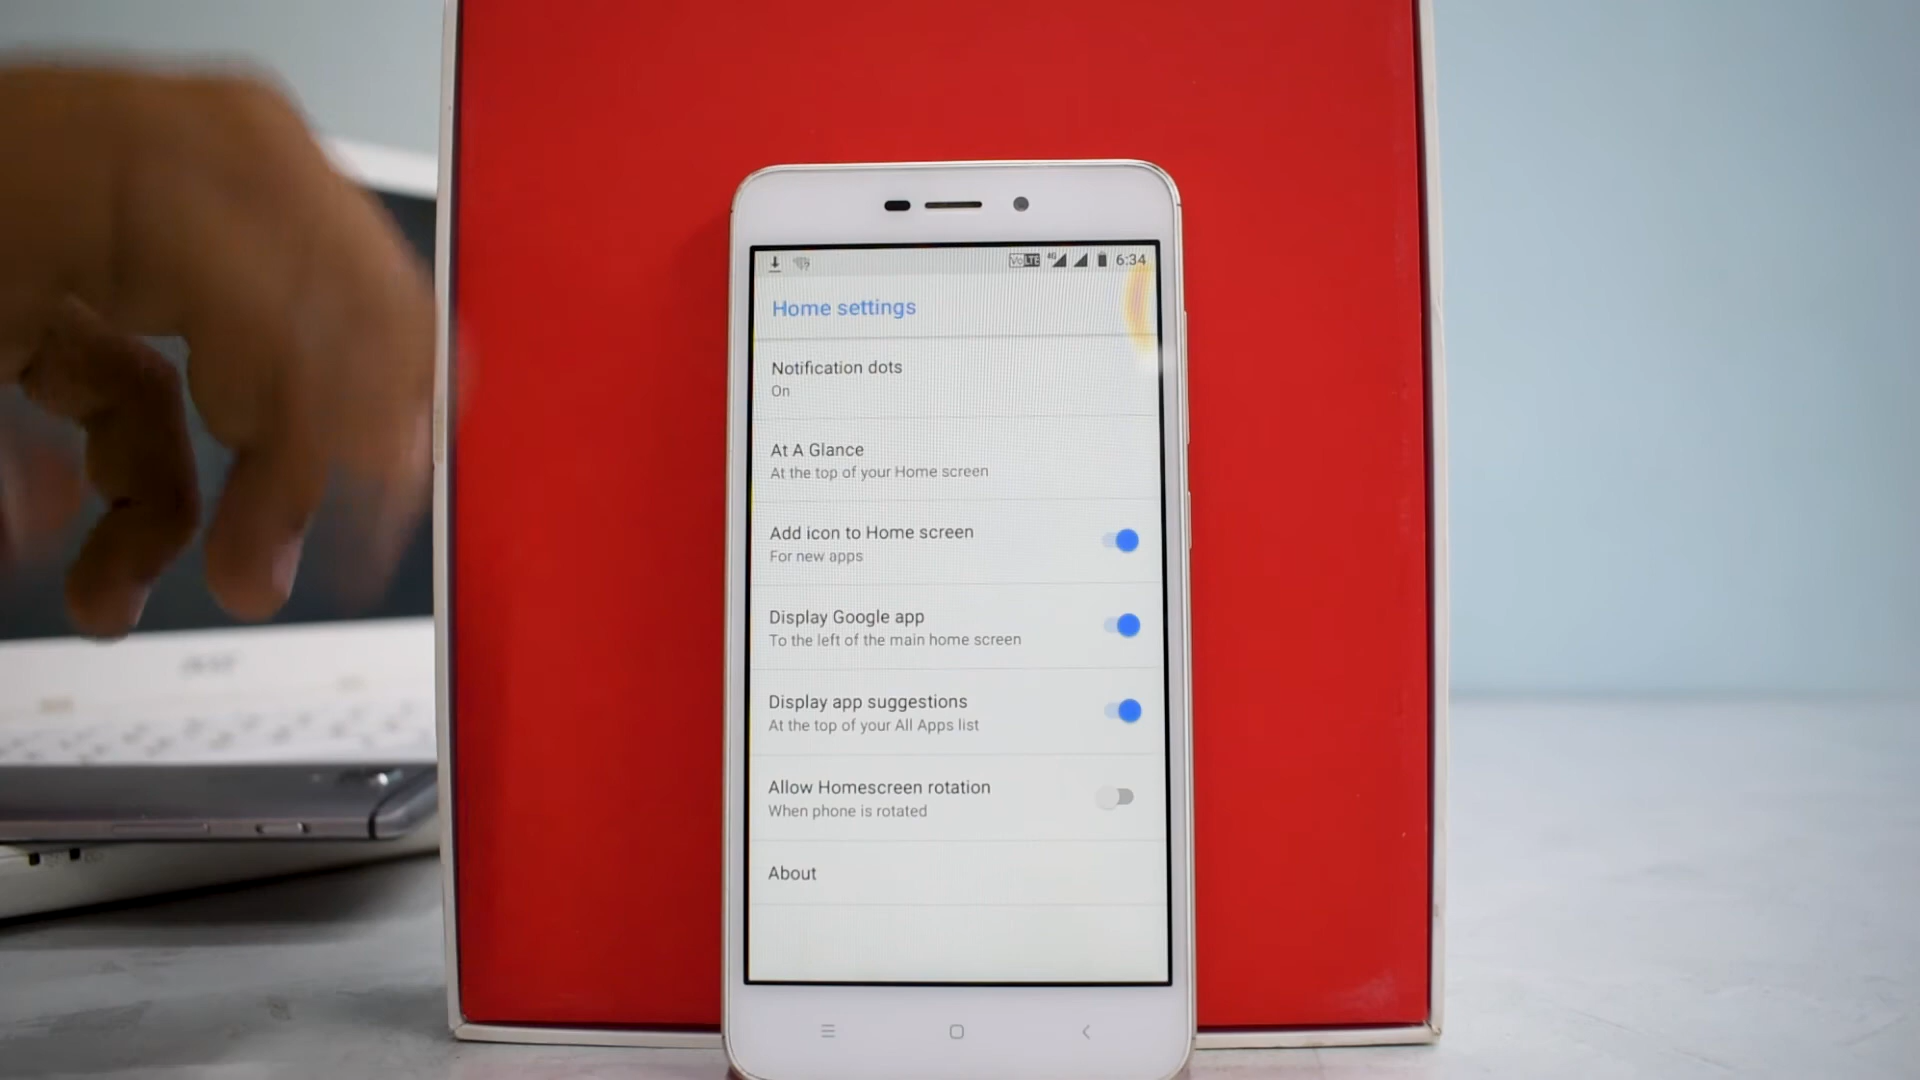 VoLTE 4G 6:34
Home settings
Notification dots
On
At A Glance
At the top of your Home screen
Add icon to Home screen
For new apps
Display Google app
To the left of the main home screen
Display app suggestions
At the top of your All Apps list
Allow Homescreen rotation
When phone is rotated
About